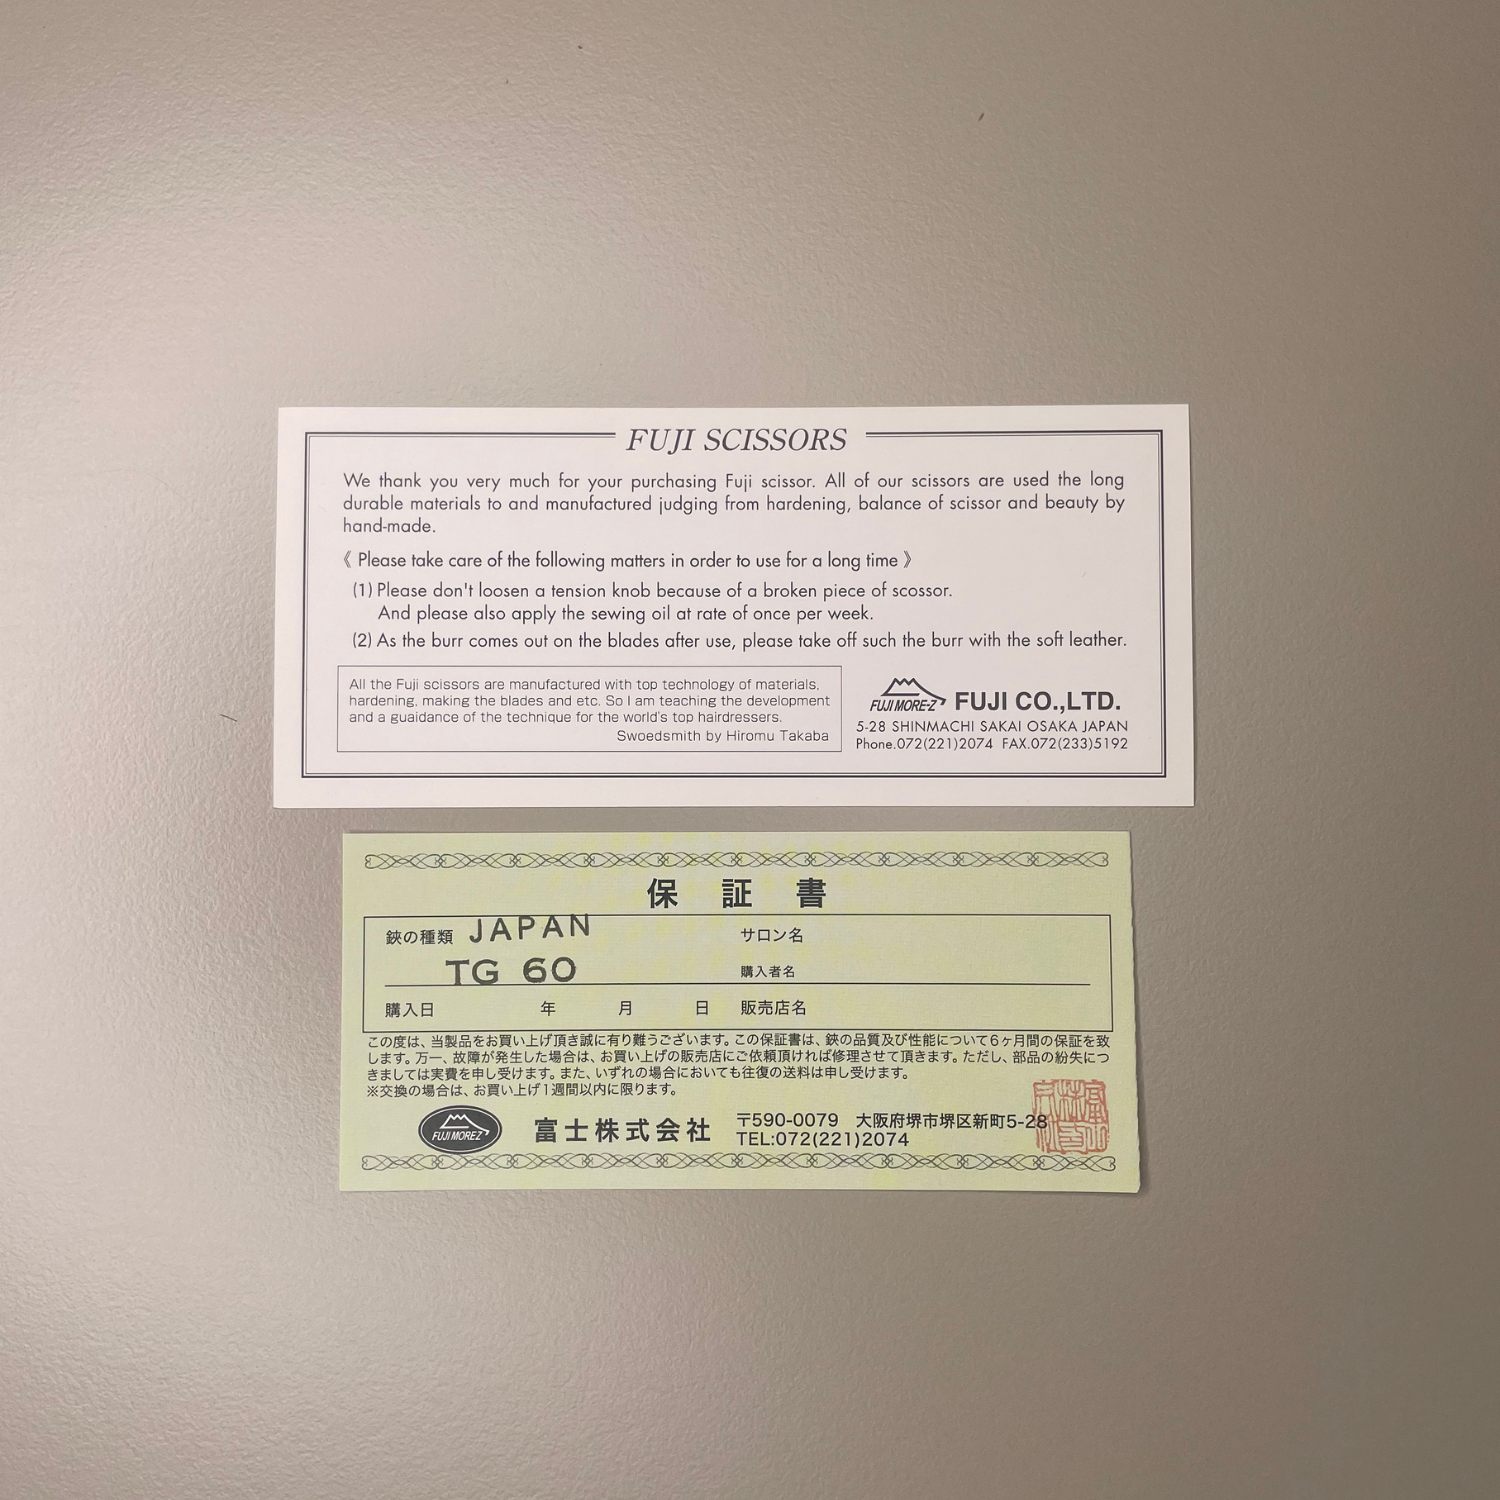 FUJI SCISSORS
We thank you very much for your purchasing Fuji scissor. All of our scissors are used the long
durable materials to and manufactured judging from hardening, balance of scissor and beauty by
hand-made.
《 Please take care of the following matters in order to use for a long time 》
(1) Please don't loosen a tension knob because of a broken piece of scossor.
And please also apply the sewing oil at rate of once per week.
(2) As the burr comes out on the blades after use, please take off such the burr with the soft leather.
All the Fuji scissors are manufactured with top technology of materials,
hardening, making the blades and etc. So I am teaching the development
and a guaidance of the technique for the world's top hairdressers.
Swoedsmith by Hiromu Takaba
FUJI MORE-Z FUJI CO.,LTD.
5-28 SHINMACHI SAKAI OSAKA JAPAN
Phone.072(221)2074 FAX.072(233)5192
保証書
鋏の種類 JAPAN サロン名
TG 60 購入者名
購入日 年 月 日 販売店名
この度は、当製品をお買い上げ頂き誠に有り難うございます。この保証書は、鋏の品質及び性能について6ヶ月間の保証を致
します。万一、故障が発生した場合は、お買い上げの販売店にご依頼頂ければ修理させて頂きます。ただし、部品の紛失につ
きましては実費を申し受けます。また、いずれの場合においても往復の送料は申し受けます。
※交換の場合は、お買い上げ1週間以内に限ります。
FUJI MOREZ 富士株式会社 〒590-0079 大阪府堺市堺区新町5-28
TEL:072(221)2074